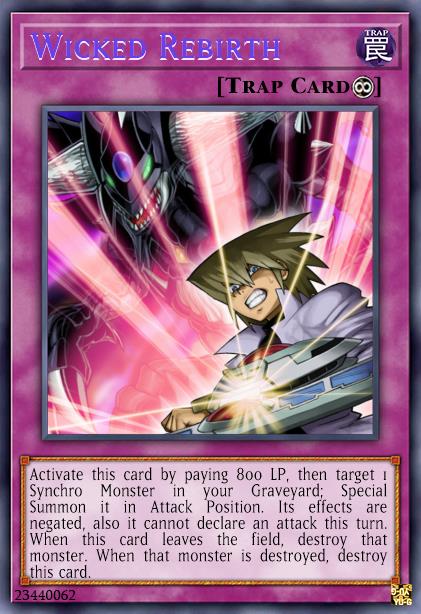 WICKED REBIRTH
TRAP
罠
[TRAP CARD]
Activate this card by paying 800 LP, then target 1
Synchro Monster in your Graveyard; Special
Summon it in Attack Position. Its effects are
negated, also it cannot declare an attack this turn.
When this card leaves the field, destroy that
monster. When that monster is destroyed, destroy
this card.
23440062